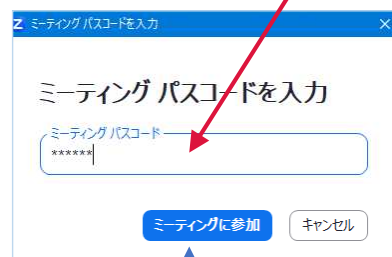 Z ミーティング パスコードを入力
ミーティング パスコードを入力
ミーティング パスコード
******
ミーティングに参加 キャンセル